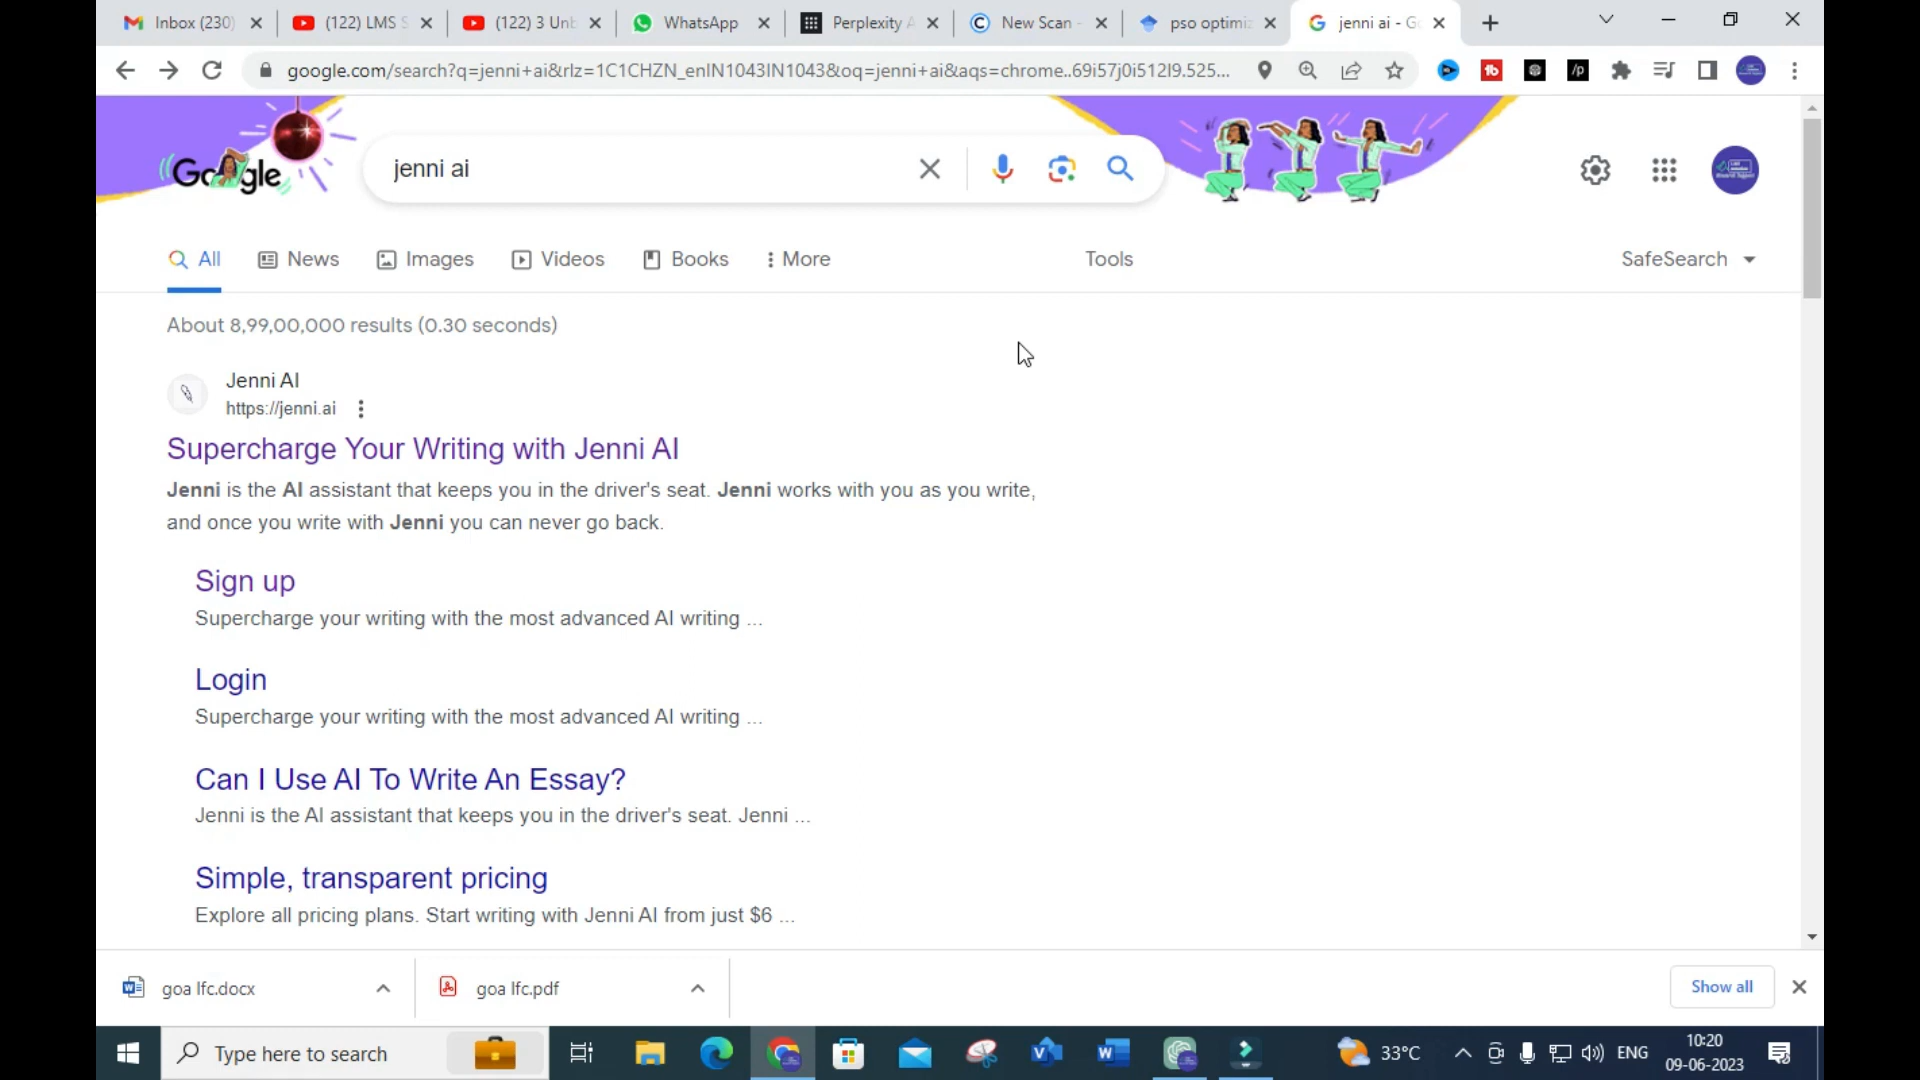 Inbox (230)
(122) LMS S
(122) 3 Unb
WhatsApp
Perplexity A
New Scan -
pso optimiz
jenni ai - Go
google.com/search?q=jenni+ai&rlz=1C1CHZN_enIN1043IN1043&oq=jenni+ai&aqs=chrome..69i57j0i512l9.525...
Google
jenni ai
All
News
Images
Videos
Books
More
Tools
SafeSearch
About 8,99,00,000 results (0.30 seconds)
Jenni AI
https://jenni.ai
Supercharge Your Writing with Jenni AI
Jenni is the AI assistant that keeps you in the driver's seat. Jenni works with you as you write,
and once you write with Jenni you can never go back.
Sign up
Supercharge your writing with the most advanced AI writing ...
Login
Supercharge your writing with the most advanced AI writing ...
Can I Use AI To Write An Essay?
Jenni is the AI assistant that keeps you in the driver's seat. Jenni ...
Simple, transparent pricing
Explore all pricing plans. Start writing with Jenni AI from just $6 ...
goa lfc.docx
goa lfc.pdf
Show all
Type here to search
33°C
ENG
10:20
09-06-2023